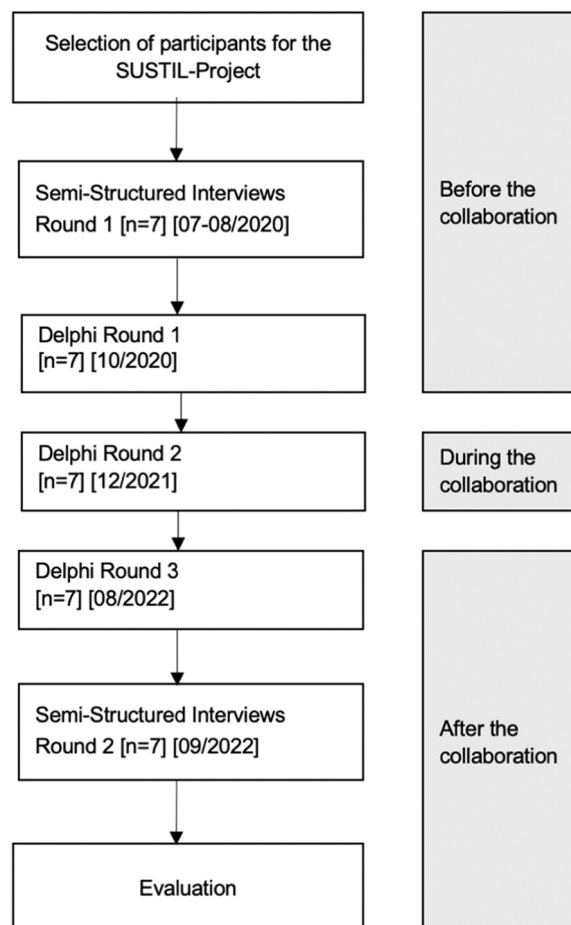 Selection of participants for the
SUSTIL-Project
Semi-Structured Interviews
Round 1 [n=7] [07-08/2020]
Before the
collaboration
Delphi Round 1
[n=7] [10/2020]
Delphi Round 2
[n=7] [12/2021]
During the
collaboration
Delphi Round 3
[n=7] [08/2022]
Semi-Structured Interviews
Round 2 [n=7] [09/2022]
After the
collaboration
Evaluation